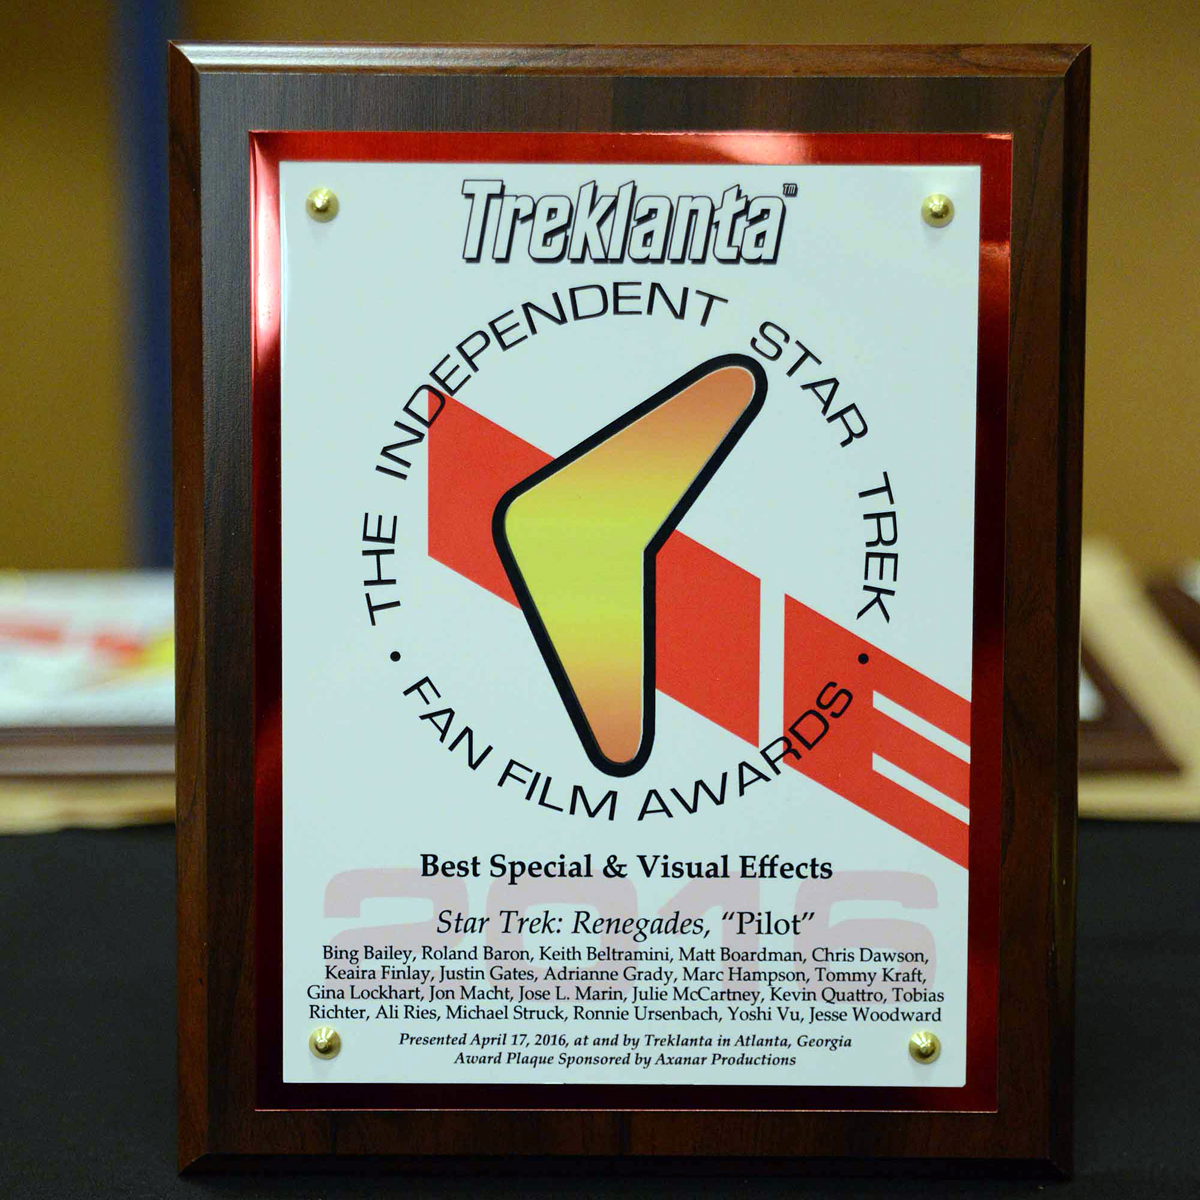 Treklanta™
THE INDEPENDENT STAR TREK
• FAN FILM AWARDS •
2016
Best Special & Visual Effects
Star Trek: Renegades, “Pilot”
Bing Bailey, Roland Baron, Keith Beltramini, Matt Boardman, Chris Dawson,
Keaira Finlay, Justin Gates, Adrianne Grady, Marc Hampson, Tommy Kraft,
Gina Lockhart, Jon Macht, Jose L. Marin, Julie McCartney, Kevin Quattro, Tobias
Richter, Ali Ries, Michael Struck, Ronnie Ursenbach, Yoshi Vu, Jesse Woodward
Presented April 17, 2016, at and by Treklanta in Atlanta, Georgia
Award Plaque Sponsored by Axanar Productions